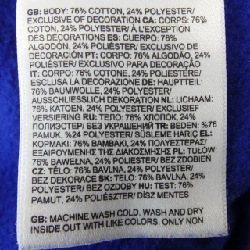 GB: BODY: 76% COTTON, 24% POLYESTER/
EXCLUSIVE OF DECORATION CA: CORPS: 76%
COTON, 24% POLYESTER/ À L'EXCEPTION
DES DECORATIONS ES: CUERPO: 76%
ALGODÓN, 24% POLIÉSTER/ EXCLUSIVO DE
DECORACIÓN PT: CORPO: 76% ALGODÃO, 24%
POLIÉSTER/ EXCLUSIVO DE DECORAÇÃO
IT: CORPO: 76% COTONE, 24% POLIESTERE/
ESCLUSA LA DECORAZIONE DE: HAUPTTEIL:
76% BAUMWOLLE, 24% POLYESTER/
AUSSCHLIESSLICH DEKORATION NL: LICHAAM:
76% KATOEN, 24% POLYESTER/ EXCLUSIEF
VERSIERING RU: ТЕЛО: 76% ХЛОПОК, 24%
ПОЛИЭСТЕР/ БЕЗ УКРАШЕНИЙ TR: BEDEN: %76
PAMUK, %24 POLYESTER/ SÜSLEME HARİÇ EL:
ΚΟΡΜΟΣ: 76% ΒΑΜΒΑΚΙ, 24% ΠΟΛΥΕΣΤΕΡΑΣ/
ΕΞΑΙΡΟΥΜΕΝΗΣ ΤΗΣ ΔΙΑΚΟΣΜΗΣΗΣ PL: TUŁÓW: 76%
BAWEŁNA, 24% POLIESTER/ BEZ OZDOBIEŃ
CZ: TĚLO: 76% BAVLNA, 24% POLYESTER/
BEZ DEKORACE SK: TELO: 76% BAVLNA, 24%
POLYESTER/ BEZ OZDOBY HU: TEST: 76%
PAMUT, 24% POLIÉSZTER/ DÍSZ MENTES
GB: MACHINE WASH COLD. WASH AND DRY
INSIDE OUT WITH LIKE COLORS. ONLY NON